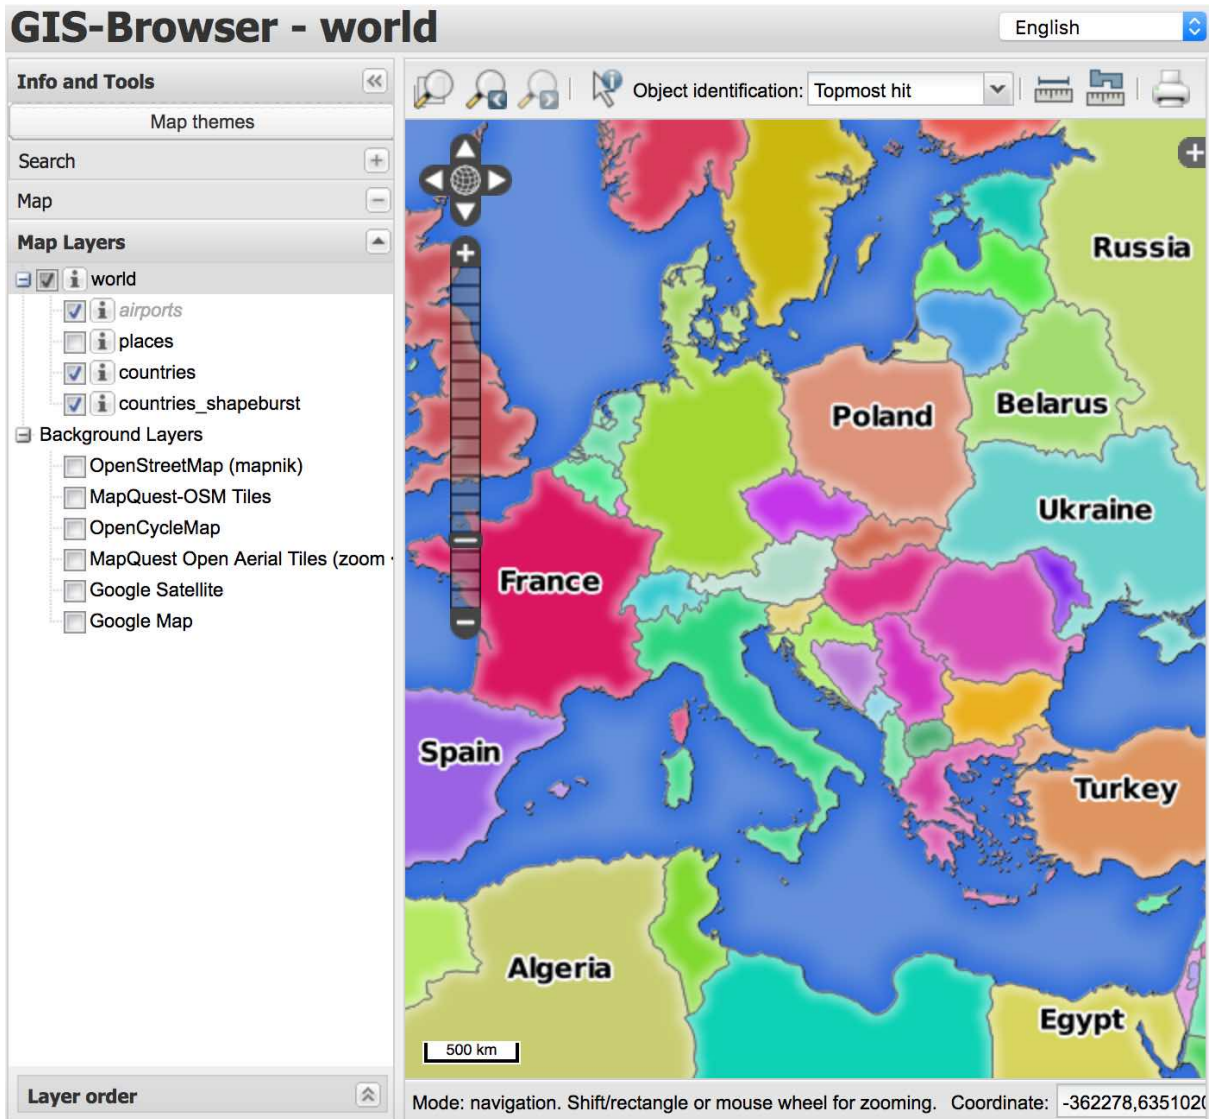 GIS-Browser - world
English
Info and Tools
Map themes
Search
Map
Map Layers
world
airports
places
countries
countries_shapeburst
Background Layers
OpenStreetMap (mapnik)
MapQuest-OSM Tiles
OpenCycleMap
MapQuest Open Aerial Tiles (zoom
Google Satellite
Google Map
Layer order
Object identification: Topmost hit
Russia
Poland
Belarus
Ukraine
France
Spain
Turkey
Algeria
Egypt
500 km
Mode: navigation. Shift/rectangle or mouse wheel for zooming. Coordinate: -362278,6351020